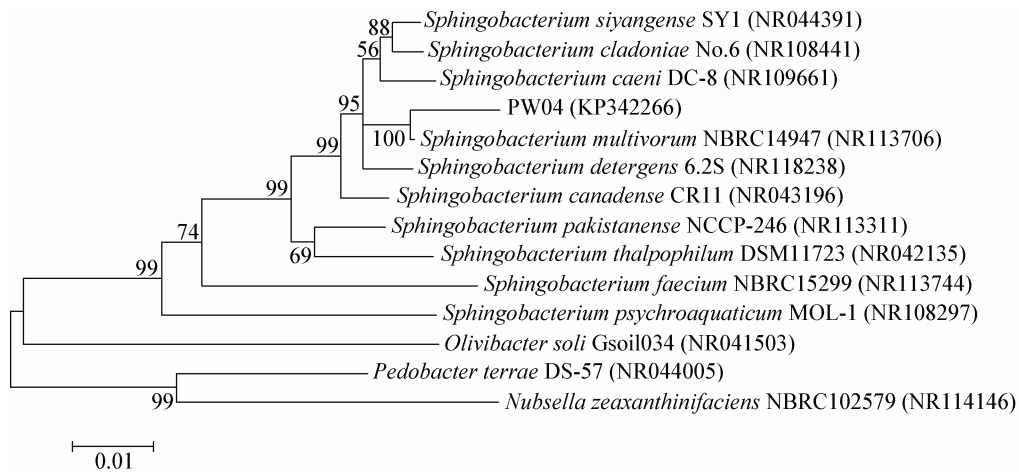 88 Sphingobacterium siyangense SY1 (NR044391)
56 Sphingobacterium cladoniae No.6 (NR108441)
Sphingobacterium caeni DC-8 (NR109661)
95 PW04 (KP342266)
100 Sphingobacterium multivorum NBRC14947 (NR113706)
99 Sphingobacterium detergens 6.2S (NR118238)
99 Sphingobacterium canadense CR11 (NR043196)
74 Sphingobacterium pakistanense NCCP-246 (NR113311)
69 Sphingobacterium thalpophilum DSM11723 (NR042135)
99 Sphingobacterium faecium NBRC15299 (NR113744)
Sphingobacterium psychroaquaticum MOL-1 (NR108297)
Olivibacter soli Gsoil034 (NR041503)
Pedobacter terrae DS-57 (NR044005)
99 Nubsella zeaxanthinifaciens NBRC102579 (NR114146)
0.01